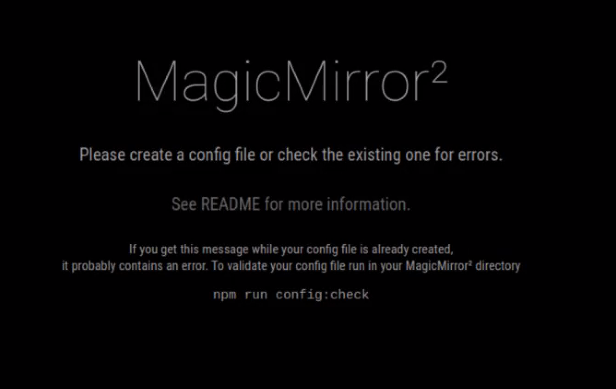 MagicMirror²
Please create a config file or check the existing one for errors.
See README for more information.
If you get this message while your config file is already created,
it probably contains an error. To validate your config file run in your MagicMirror² directory
npm run config:check